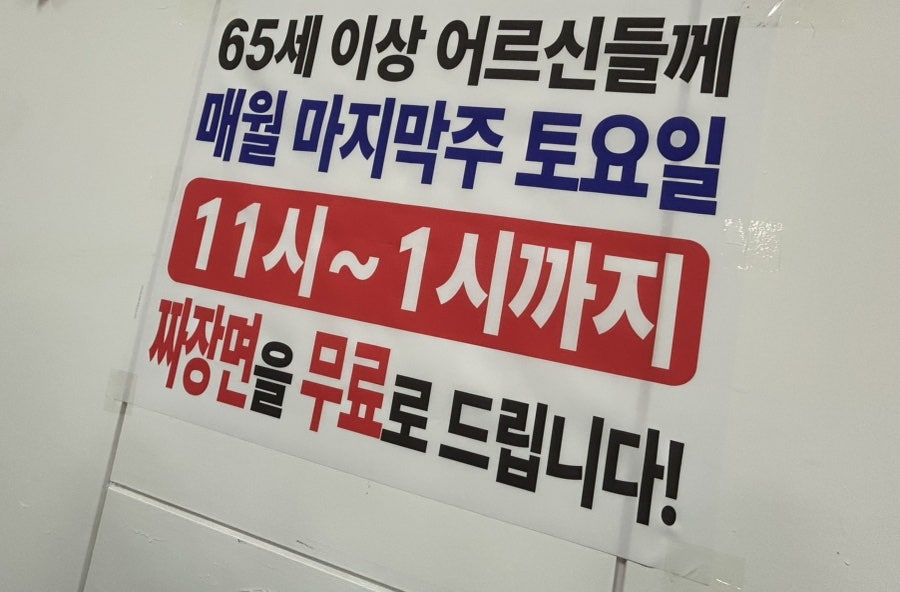 65세 이상 어르신들께
매월 마지막주 토요일
11시~1시까지
짜장면을 무료로 드립니다!